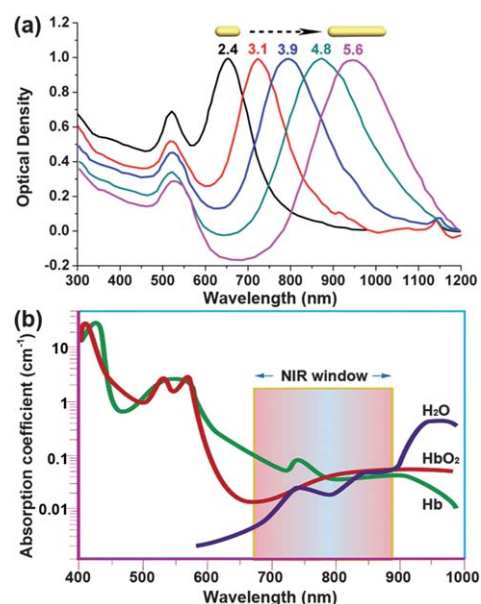 (a)
2.4 3.1 3.9 4.8 5.6
1.0
0.8
0.6
0.4
0.2
0.0
-0.2
Optical Density
300 400 500 600 700 800 900 1000 1100 1200
Wavelength (nm)
(b)
10
1
0.1
0.01
Absorption coefficient (cm⁻¹)
NIR window
H₂O
HbO₂
Hb
400 500 600 700 800 900 1000
Wavelength (nm)